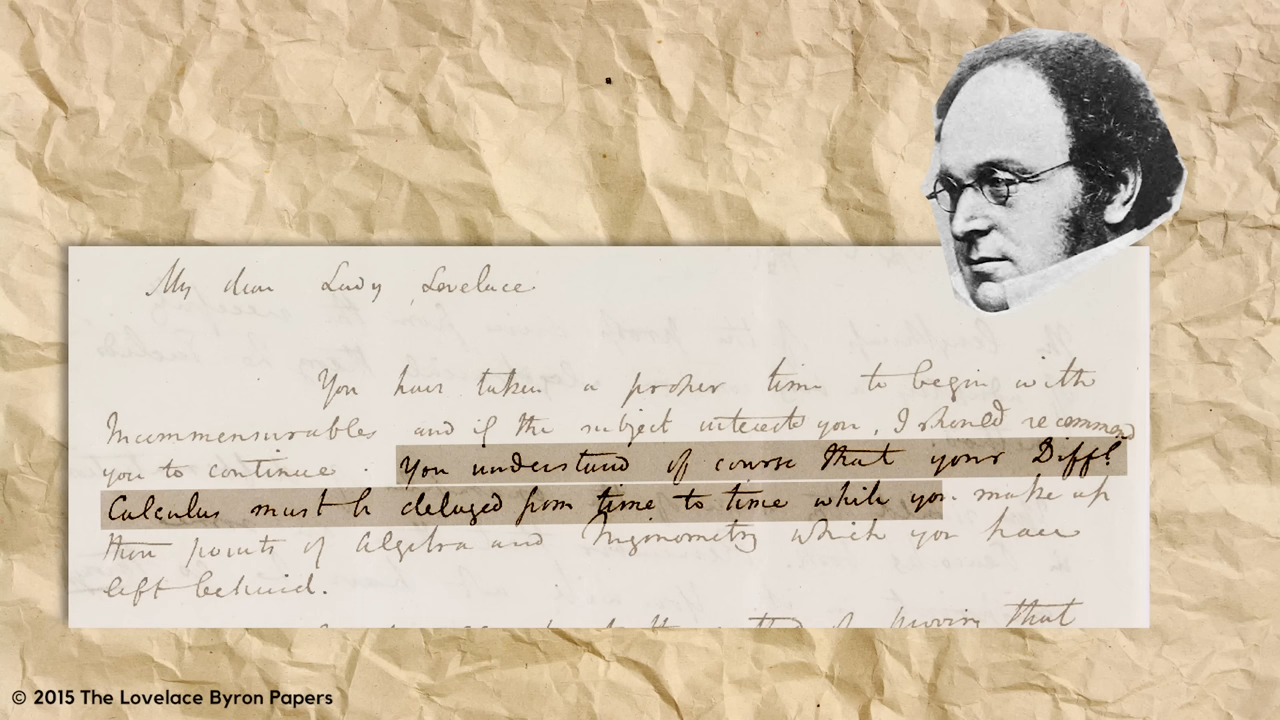 My dear Lady Lovelace
You have taken a proper time to begin with
Incommensurables and if the subject interests you, I should recommend
you to continue. You understand of course that your Diffl
Calculus must be delayed from time to time while you make up
those points of Algebra and Trigonometry which you have
left behind.
proving that
© 2015 The Lovelace Byron Papers